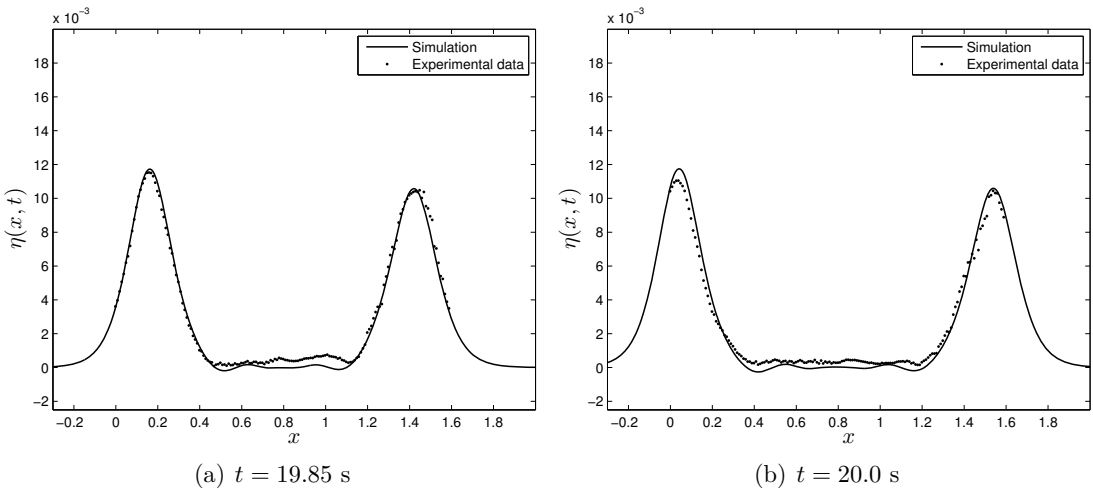 x 10⁻³
18
16
14
12
10
8
6
4
2
0
−2
η(x, t)
−0.2 0 0.2 0.4 0.6 0.8 1 1.2 1.4 1.6 1.8
x
Simulation
Experimental data
(a) t = 19.85 s
x 10⁻³
18
16
14
12
10
8
6
4
2
0
−2
η(x, t)
−0.2 0 0.2 0.4 0.6 0.8 1 1.2 1.4 1.6 1.8
x
Simulation
Experimental data
(b) t = 20.0 s